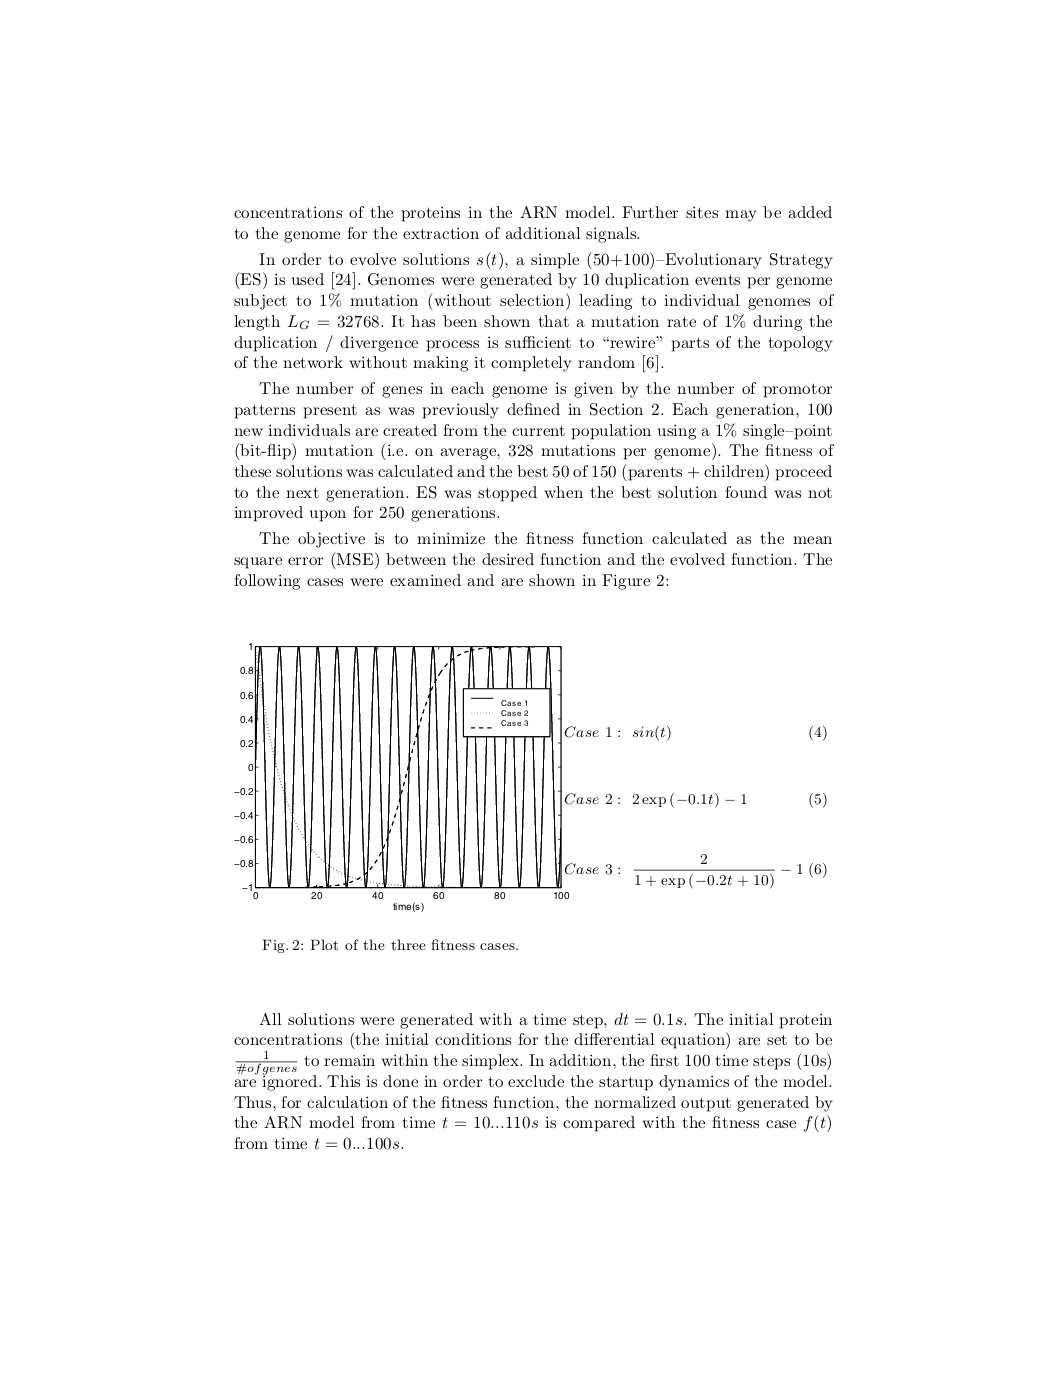 concentrations of the proteins in the ARN model. Further sites may be added
to the genome for the extraction of additional signals.
In order to evolve solutions s(t), a simple (50+100)–Evolutionary Strategy
(ES) is used [24]. Genomes were generated by 10 duplication events per genome
subject to 1% mutation (without selection) leading to individual genomes of
length L_G = 32768. It has been shown that a mutation rate of 1% during the
duplication / divergence process is sufficient to “rewire” parts of the topology
of the network without making it completely random [6].
The number of genes in each genome is given by the number of promotor
patterns present as was previously defined in Section 2. Each generation, 100
new individuals are created from the current population using a 1% single–point
(bit-flip) mutation (i.e. on average, 328 mutations per genome). The fitness of
these solutions was calculated and the best 50 of 150 (parents + children) proceed
to the next generation. ES was stopped when the best solution found was not
improved upon for 250 generations.
The objective is to minimize the fitness function calculated as the mean
square error (MSE) between the desired function and the evolved function. The
following cases were examined and are shown in Figure 2:
1
0.8
0.6
0.4
0.2
0
−0.2
−0.4
−0.6
−0.8
−1
0 20 40 60 80 100
time(s)
Case 1
Case 2
Case 3
Case 1 : sin(t) (4)
Case 2 : 2 exp (−0.1t) − 1 (5)
Case 3 : 2 / (1 + exp (−0.2t + 10)) − 1 (6)
Fig. 2: Plot of the three fitness cases.
All solutions were generated with a time step, dt = 0.1s. The initial protein
concentrations (the initial conditions for the differential equation) are set to be
1/#ofgenes to remain within the simplex. In addition, the first 100 time steps (10s)
are ignored. This is done in order to exclude the startup dynamics of the model.
Thus, for calculation of the fitness function, the normalized output generated by
the ARN model from time t = 10...110s is compared with the fitness case f(t)
from time t = 0...100s.